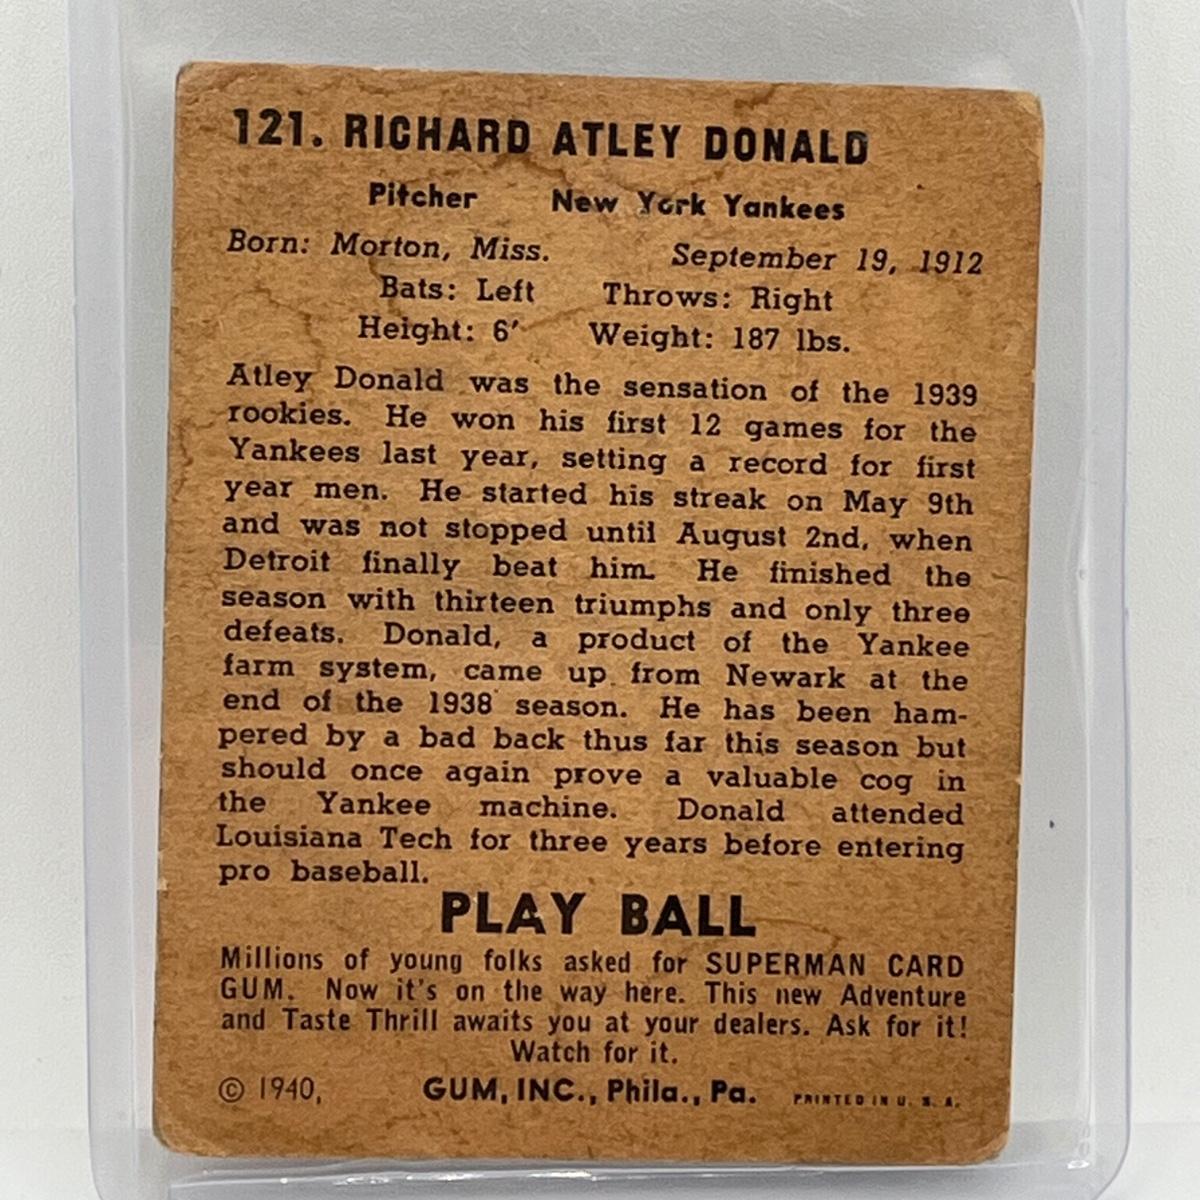 121. RICHARD ATLEY DONALD
Pitcher New York Yankees
Born: Morton, Miss. September 19, 1912
Bats: Left Throws: Right
Height: 6′ Weight: 187 lbs.
Atley Donald was the sensation of the 1939
rookies. He won his first 12 games for the
Yankees last year, setting a record for first
year men. He started his streak on May 9th
and was not stopped until August 2nd, when
Detroit finally beat him. He finished the
season with thirteen triumphs and only three
defeats. Donald, a product of the Yankee
farm system, came up from Newark at the
end of the 1938 season. He has been ham-
pered by a bad back thus far this season but
should once again prove a valuable cog in
the Yankee machine. Donald attended
Louisiana Tech for three years before entering
pro baseball.
PLAY BALL
Millions of young folks asked for SUPERMAN CARD
GUM. Now it's on the way here. This new Adventure
and Taste Thrill awaits you at your dealers. Ask for it!
Watch for it.
© 1940, GUM, INC., Phila., Pa. PRINTED IN U. S. A.